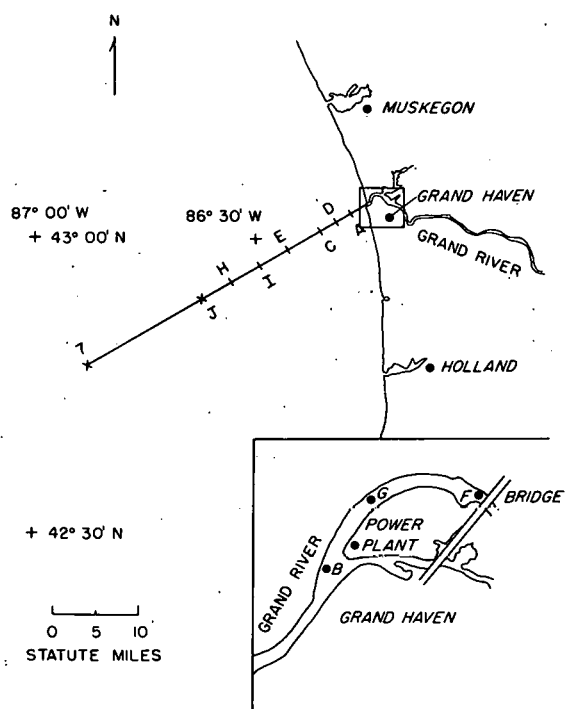 N
MUSKEGON
87° 00' W
+ 43° 00' N
86° 30' W
+
D
GRAND HAVEN
A
C
E
H
I
J
7
GRAND RIVER
HOLLAND
+ 42° 30' N
0 5 10
STATUTE MILES
G
F
BRIDGE
POWER
PLANT
B
GRAND RIVER
GRAND HAVEN